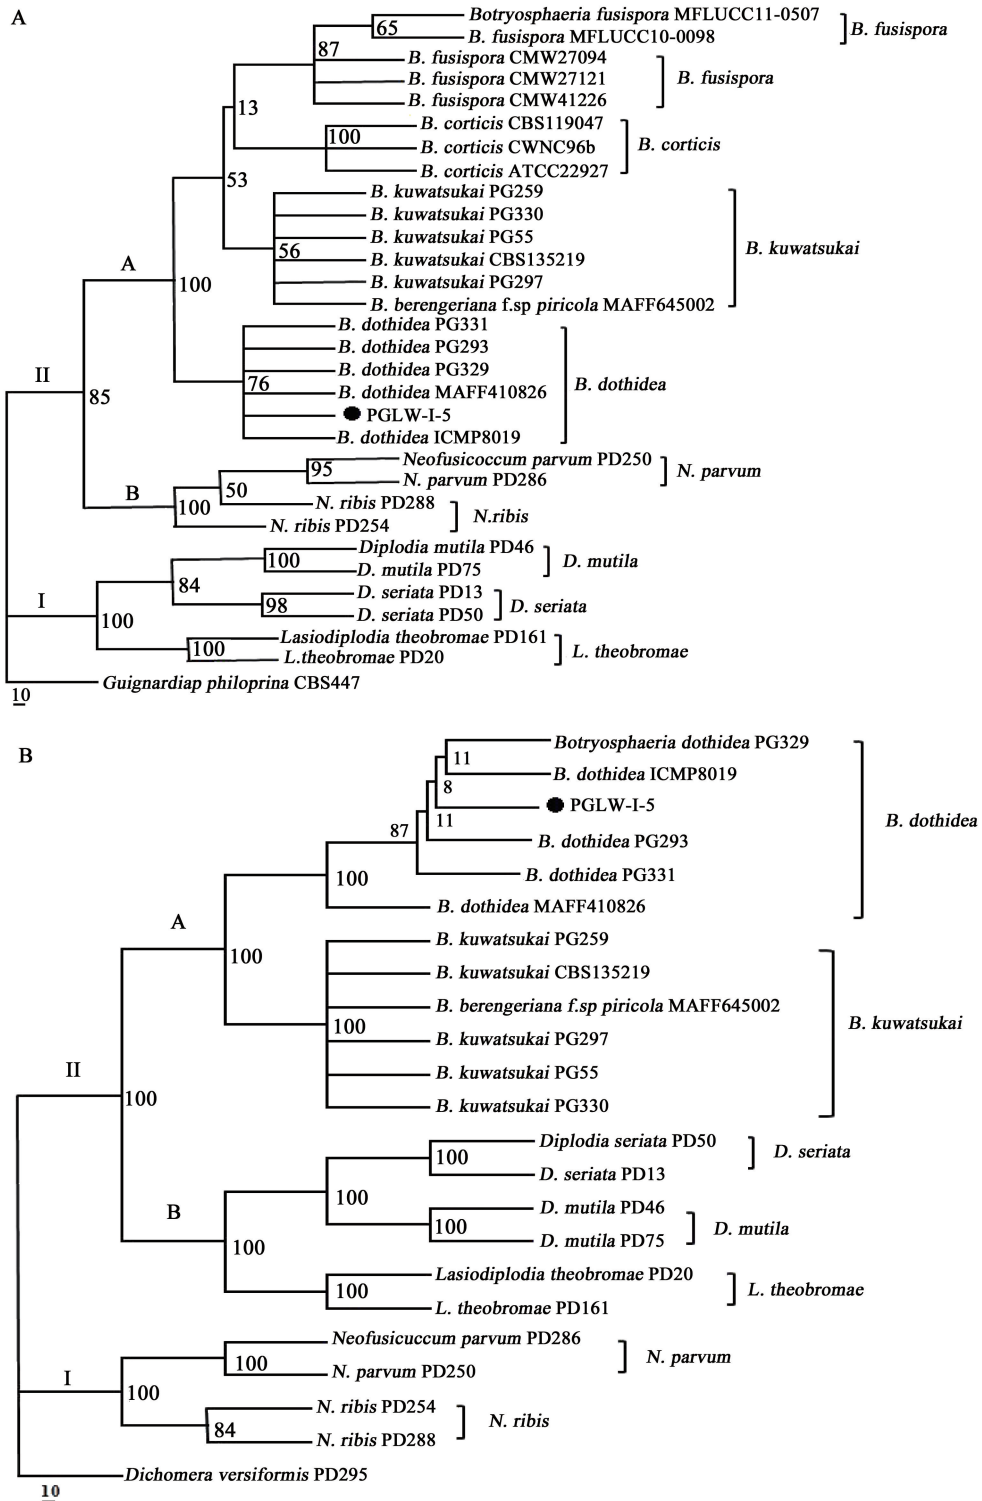 A
Botryosphaeria fusispora MFLUCC11-0507
65
B. fusispora MFLUCC10-0098
B. fusispora
87
B. fusispora CMW27094
B. fusispora CMW27121
B. fusispora
B. fusispora CMW41226
13
B. corticis CBS119047
100
B. corticis CWNC96b
B. corticis
B. corticis ATCC22927
53
B. kuwatsukai PG259
B. kuwatsukai PG330
B. kuwatsukai PG55
56
B. kuwatsukai
B. kuwatsukai CBS135219
B. kuwatsukai PG297
B. berengeriana f.sp piricola MAFF645002
A
100
B. dothidea PG331
B. dothidea PG293
B. dothidea PG329
76
B. dothidea
B. dothidea MAFF410826
PGLW-I-5
B. dothidea ICMP8019
II
85
Neofusicoccum parvum PD250
95
N. parvum
N. parvum PD286
B
50
100
N. ribis PD288
N.ribis
N. ribis PD254
Diplodia mutila PD46
100
D. mutila
D. mutila PD75
84
D. seriata PD13
98
D. seriata
D. seriata PD50
I
100
Lasiodiplodia theobromae PD161
100
L. theobromae
L.theobromae PD20
Guignardiap philoprina CBS447
10
B
Botryosphaeria dothidea PG329
11
B. dothidea ICMP8019
8
PGLW-I-5
11
B. dothidea
87
B. dothidea PG293
B. dothidea PG331
100
B. dothidea MAFF410826
A
100
B. kuwatsukai PG259
B. kuwatsukai CBS135219
B. berengeriana f.sp piricola MAFF645002
100
B. kuwatsukai
B. kuwatsukai PG297
B. kuwatsukai PG55
B. kuwatsukai PG330
II
100
Diplodia seriata PD50
100
D. seriata
D. seriata PD13
100
D. mutila PD46
100
D. mutila
D. mutila PD75
B
100
Lasiodiplodia theobromae PD20
100
L. theobromae
L. theobromae PD161
Neofusicuccum parvum PD286
100
N. parvum
N. parvum PD250
I
100
N. ribis PD254
84
N. ribis
N. ribis PD288
Dichomera versiformis PD295
10